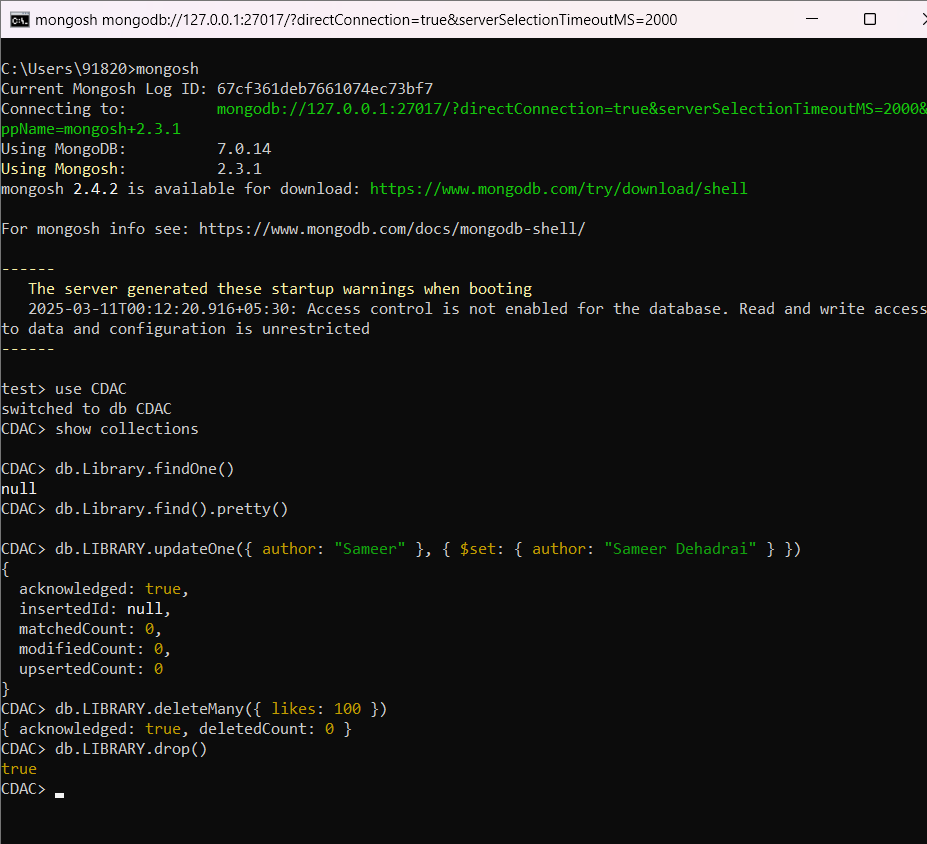 mongosh mongodb://127.0.0.1:27017/?directConnection=true&serverSelectionTimeoutMS=2000
C:\Users\91820>mongosh
Current Mongosh Log ID: 67cf361deb7661074ec73bf7
Connecting to:          mongodb://127.0.0.1:27017/?directConnection=true&serverSelectionTimeoutMS=2000&
ppName=mongosh+2.3.1
Using MongoDB:          7.0.14
Using Mongosh:          2.3.1
mongosh 2.4.2 is available for download: https://www.mongodb.com/try/download/shell
For mongosh info see: https://www.mongodb.com/docs/mongodb-shell/
------
   The server generated these startup warnings when booting
   2025-03-11T00:12:20.916+05:30: Access control is not enabled for the database. Read and write access
to data and configuration is unrestricted
------
test> use CDAC
switched to db CDAC
CDAC> show collections
CDAC> db.Library.findOne()
null
CDAC> db.Library.find().pretty()
CDAC> db.LIBRARY.updateOne({ author: "Sameer" }, { $set: { author: "Sameer Dehadrai" } })
{
  acknowledged: true,
  insertedId: null,
  matchedCount: 0,
  modifiedCount: 0,
  upsertedCount: 0
}
CDAC> db.LIBRARY.deleteMany({ likes: 100 })
{ acknowledged: true, deletedCount: 0 }
CDAC> db.LIBRARY.drop()
true
CDAC>